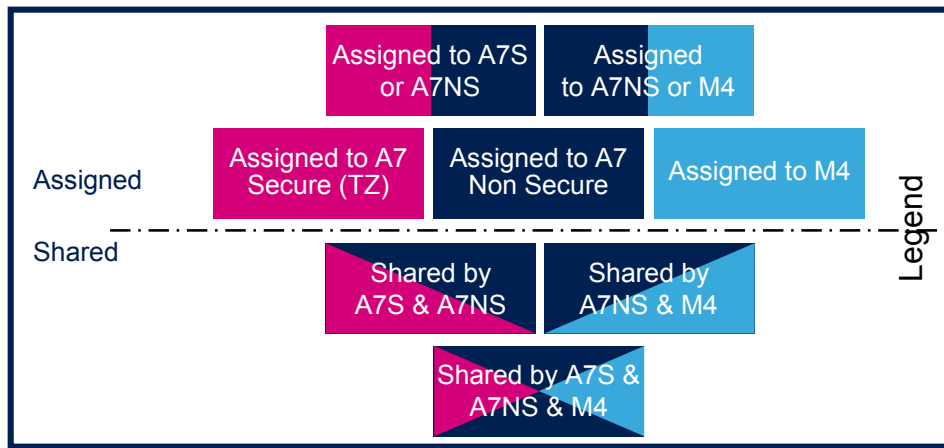 Assigned to A7S
or A7NS
Assigned
to A7NS or M4
Assigned
Assigned to A7
Secure (TZ)
Assigned to A7
Non Secure
Assigned to M4
Legend
Shared
Shared by
A7S & A7NS
Shared by
A7NS & M4
Shared by A7S &
A7NS & M4